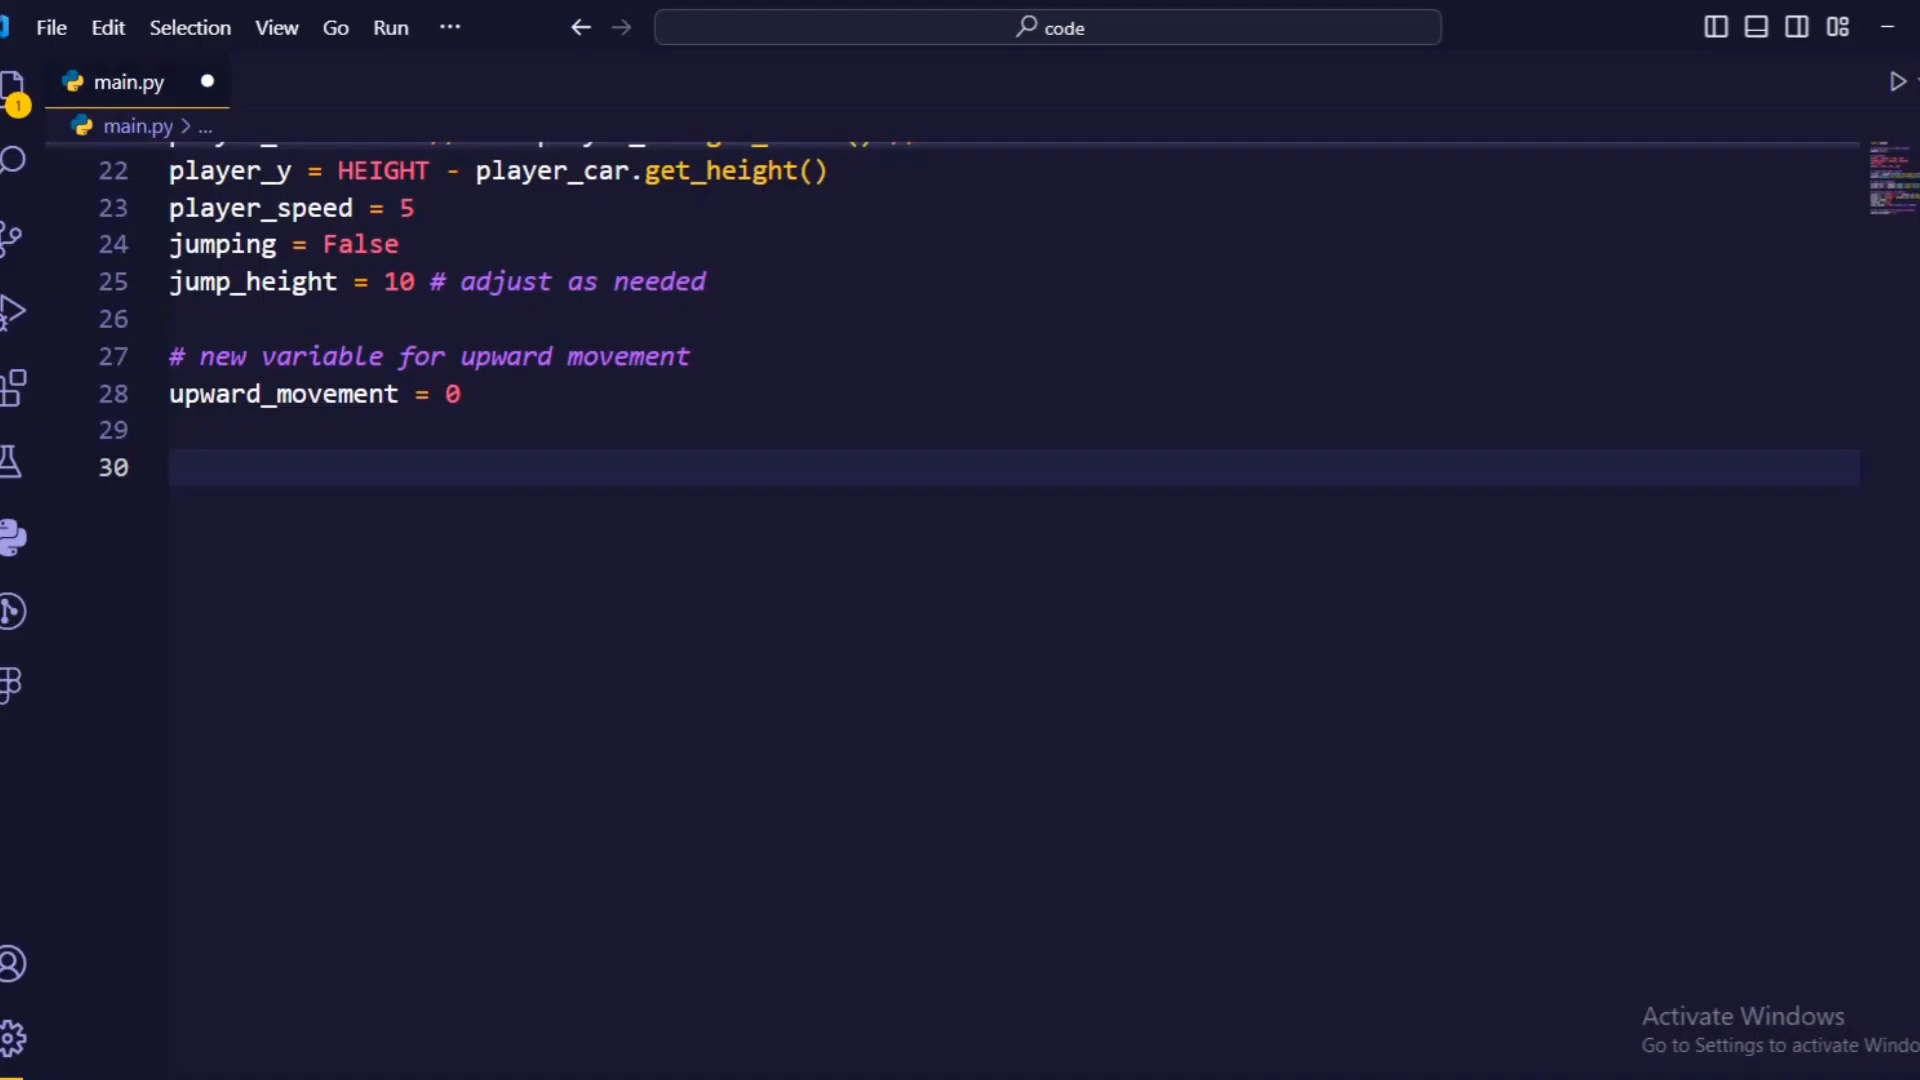 File Edit Selection View Go Run ··· code
main.py
1
main.py > ...
22 player_y = HEIGHT - player_car.get_height()
23 player_speed = 5
24 jumping = False
25 jump_height = 10 # adjust as needed
26
27 # new variable for upward movement
28 upward_movement = 0
29
30
Activate Windows
Go to Settings to activate Windo